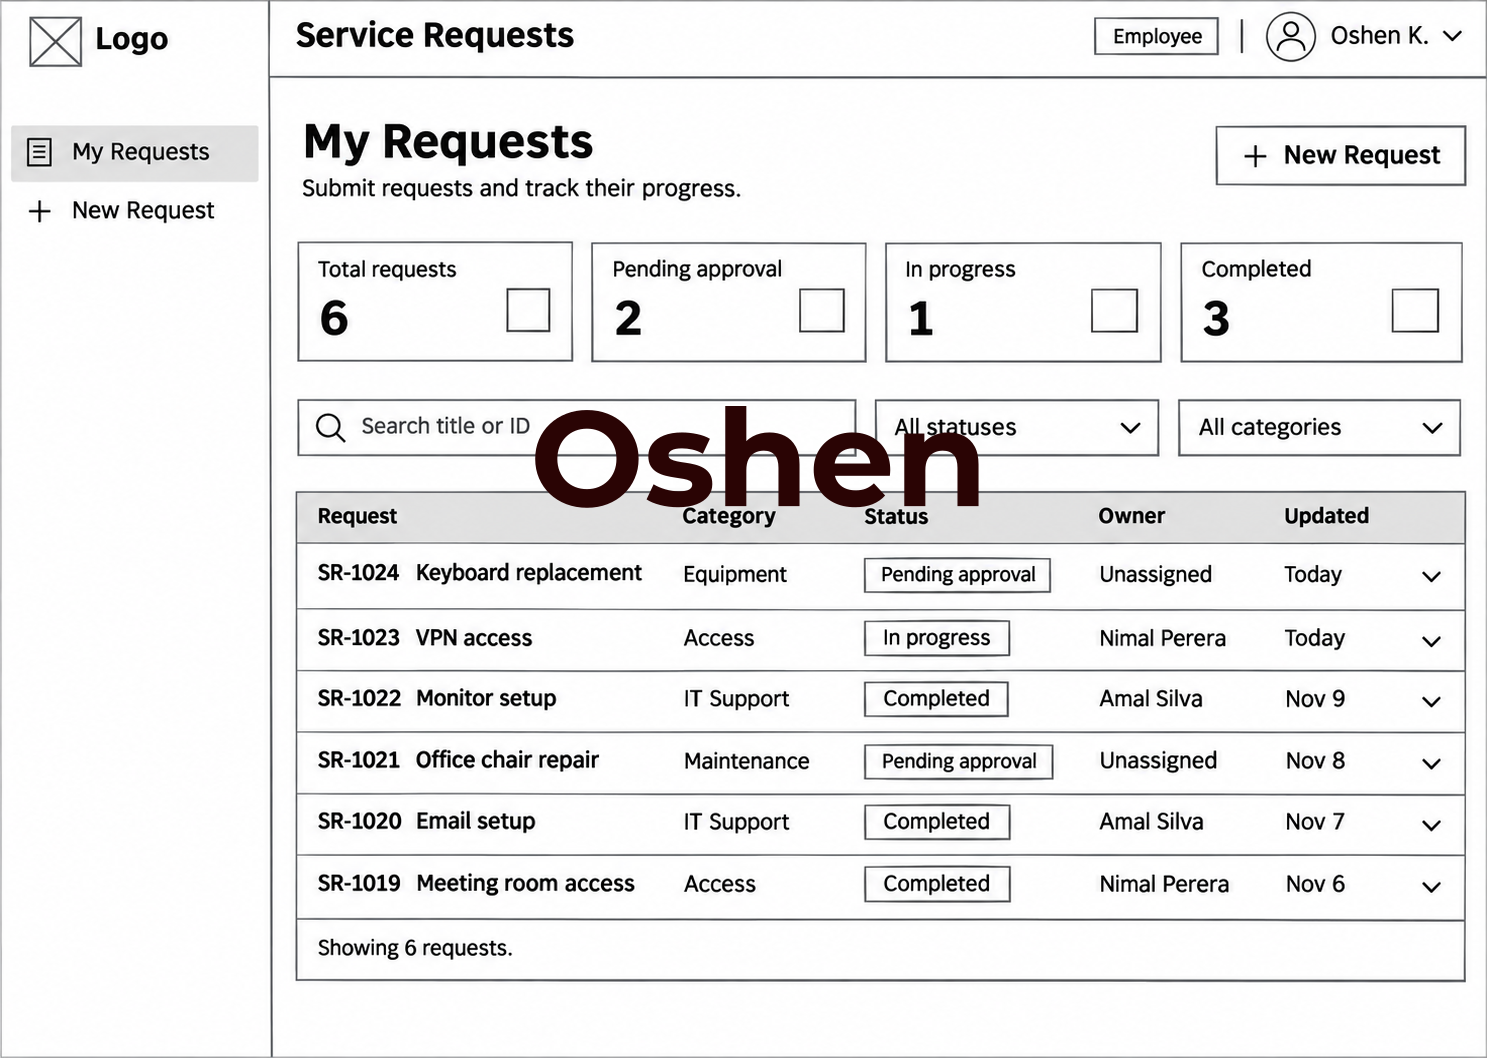 Logo
Service Requests
Employee
Oshen K.
My Requests
New Request
My Requests
Submit requests and track their progress.
New Request
Total requests
6
Pending approval
2
In progress
1
Completed
3
Search title or ID
All statuses
All categories
Oshen
Request Category Status Owner Updated
SR-1024 Keyboard replacement Equipment Pending approval Unassigned Today
SR-1023 VPN access Access In progress Nimal Perera Today
SR-1022 Monitor setup IT Support Completed Amal Silva Nov 9
SR-1021 Office chair repair Maintenance Pending approval Unassigned Nov 8
SR-1020 Email setup IT Support Completed Amal Silva Nov 7
SR-1019 Meeting room access Access Completed Nimal Perera Nov 6
Showing 6 requests.